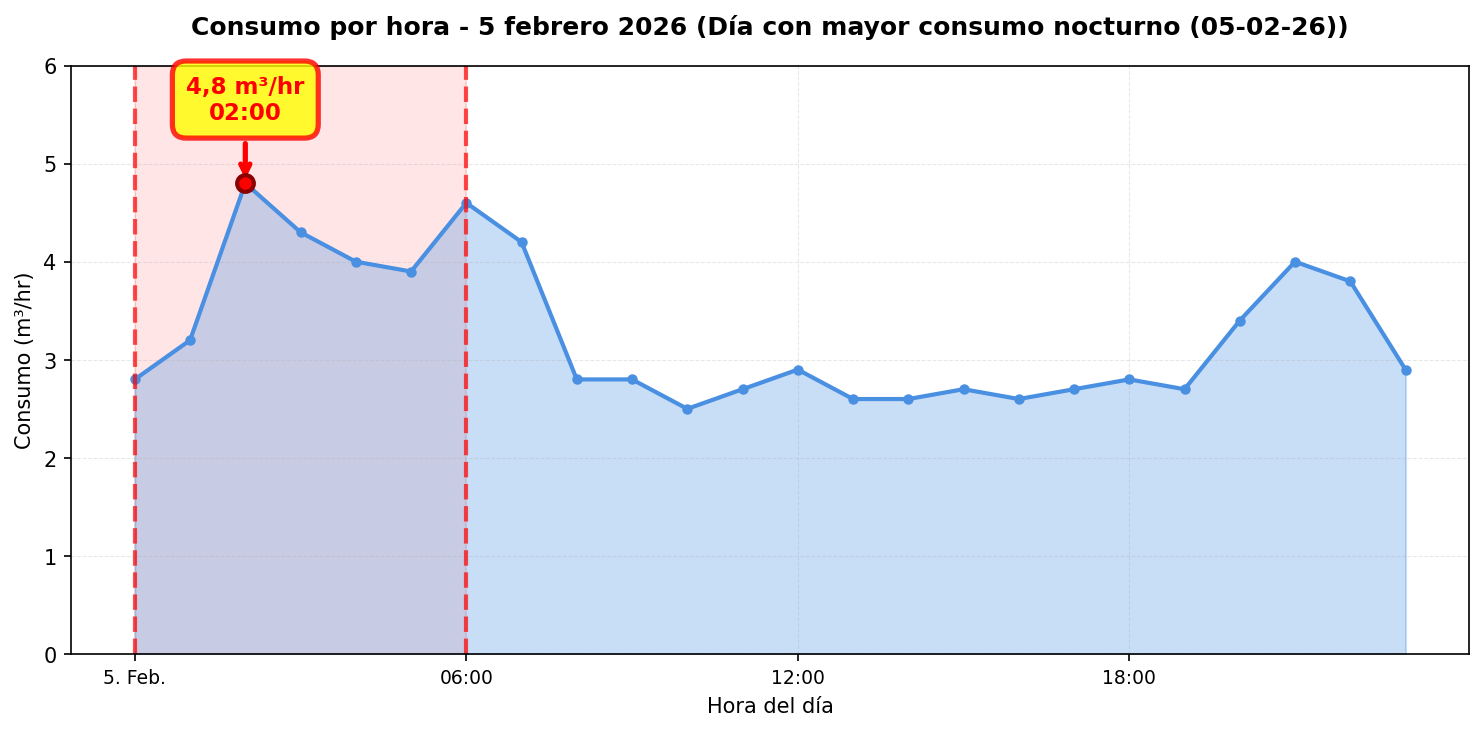 Consumo por hora - 5 febrero 2026 (Día con mayor consumo nocturno (05-02-26))
4,8 m³/hr
02:00
Consumo (m³/hr)
6
5
4
3
2
1
0
5. Feb.
06:00
12:00
18:00
Hora del día